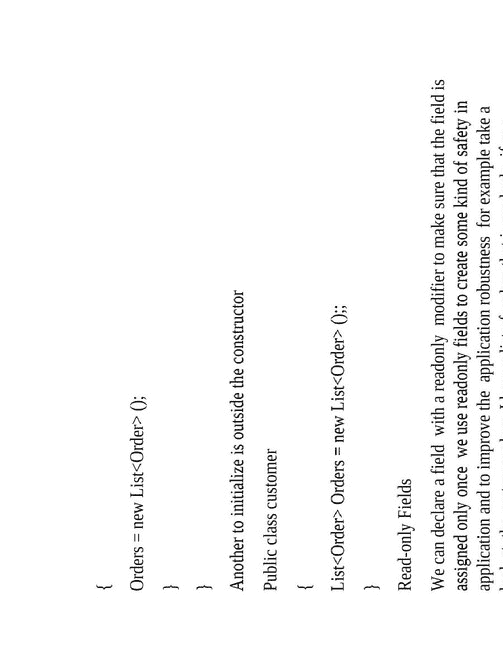 {
Orders = new List<Order> ();
}
}
Another to initialize is outside the constructor
Public class customer
{
List<Order> Orders = new List<Order> ();;
}
Read-only Fields
We can declare a field with a readonly modifier to make sure that the field is
assigned only once we use readonly fields to create some kind of safety in
application and to improve the application robustness for example take a